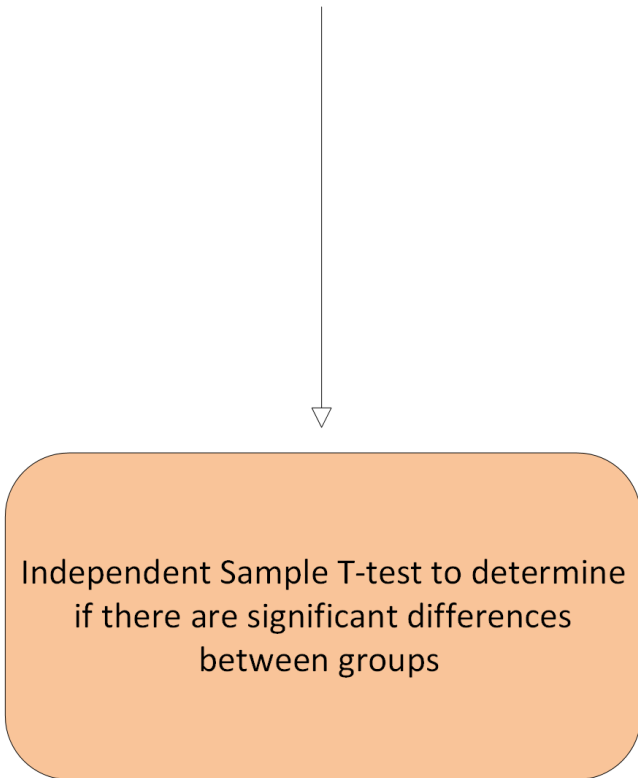 Independent Sample T-test to determine
if there are significant differences
between groups